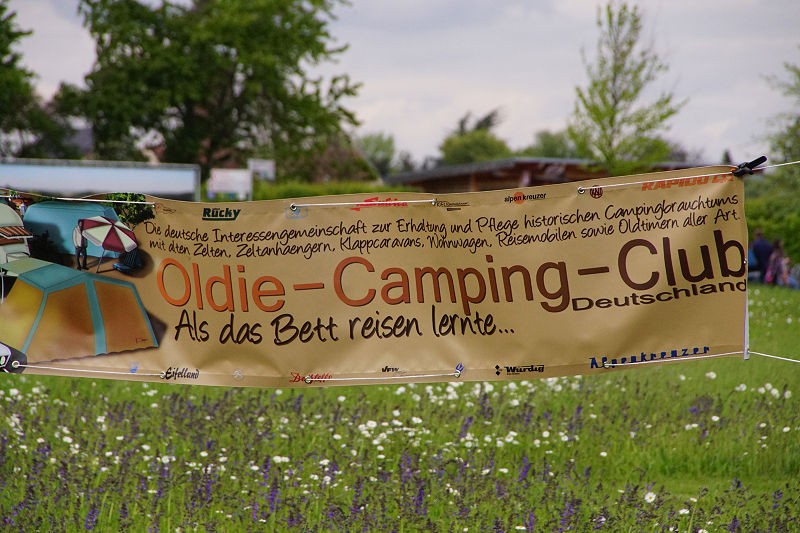 Rücky
alpen kreuzer
RAPIDO
Die deutsche Interessengemeinschaft zur Erhaltung und Pflege historischen Campingbrauchtums
mit alten Zelten, Zeltanhängern, Klappcaravans, Wohnwagen, Reisemobilen sowie Oldtimern aller Art.
Oldie-Camping-Club
Deutschland
Als das Bett reisen lernte...
Eifelland
Würdig
Alpenkreuzer